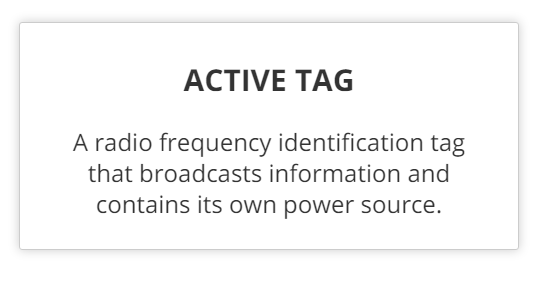 ACTIVE TAG
A radio frequency identification tag
that broadcasts information and
contains its own power source.